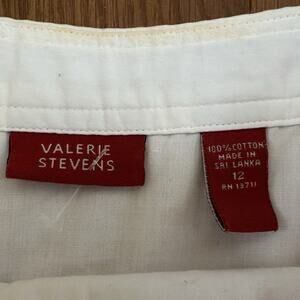 VALERIE
STEVENS
100% COTTON
MADE IN
SRI LANKA
12
RN 13711